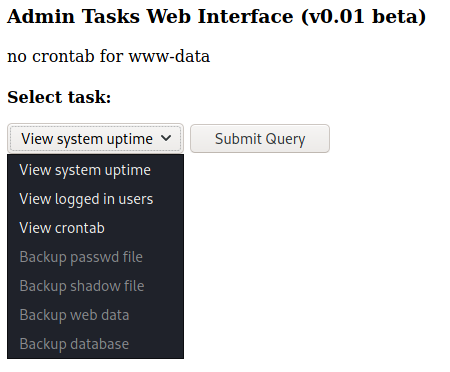 Admin Tasks Web Interface (v0.01 beta)
no crontab for www-data
Select task:
View system uptime Submit Query
View system uptime
View logged in users
View crontab
Backup passwd file
Backup shadow file
Backup web data
Backup database